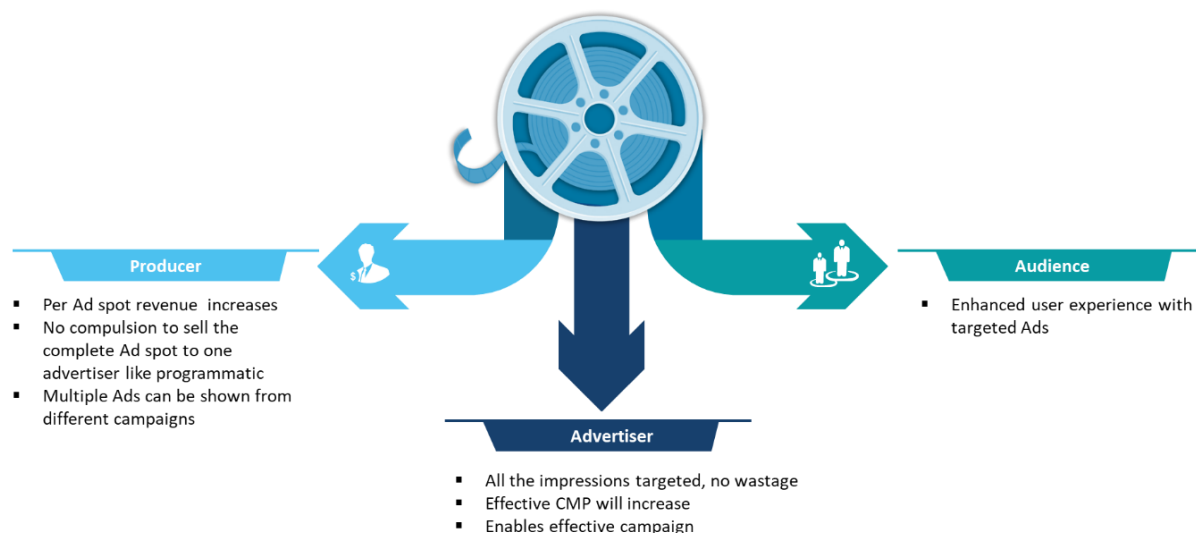 Producer
Per Ad spot revenue increases
No compulsion to sell the
complete Ad spot to one
advertiser like programmatic
Multiple Ads can be shown from
different campaigns
$
Advertiser
All the impressions targeted, no wastage
Effective CMP will increase
Enables effective campaign
Audience
Enhanced user experience with
targeted Ads